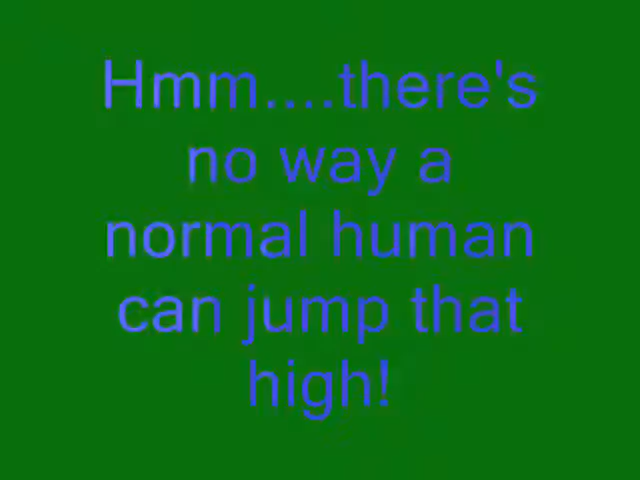 Hmm....there's
no way a
normal human
can jump that
high!